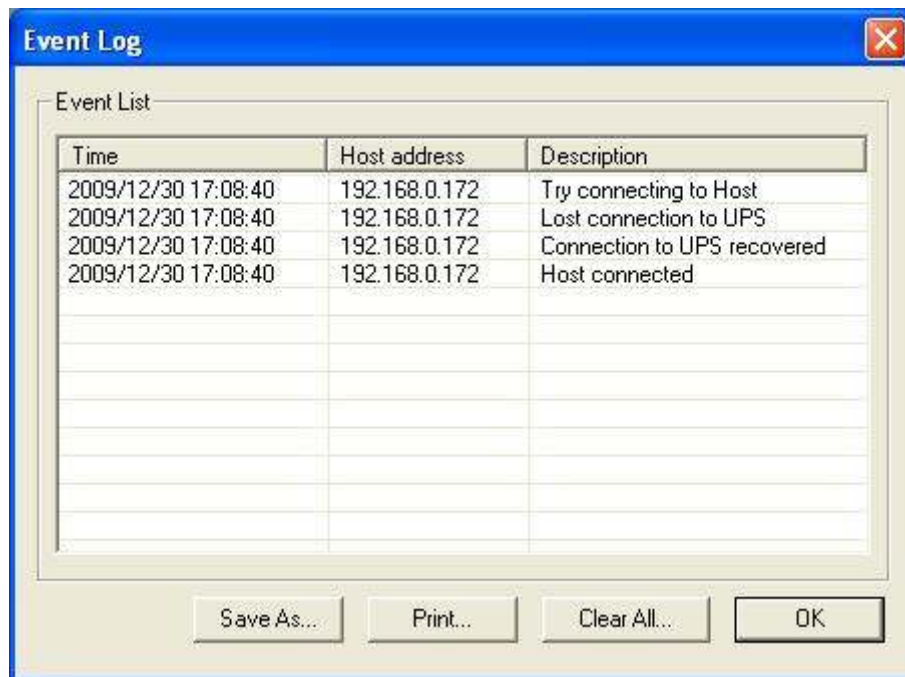 Event Log
Event List
Time Host address Description
2009/12/30 17:08:40 192.168.0.172 Try connecting to Host
2009/12/30 17:08:40 192.168.0.172 Lost connection to UPS
2009/12/30 17:08:40 192.168.0.172 Connection to UPS recovered
2009/12/30 17:08:40 192.168.0.172 Host connected
Save As... Print... Clear All... OK